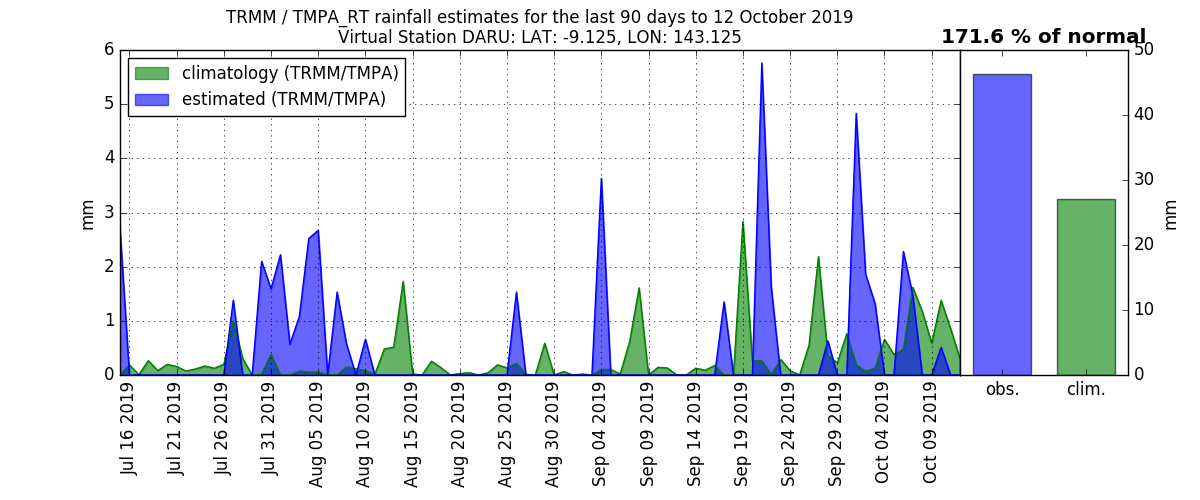 TRMM / TMPA_RT rainfall estimates for the last 90 days to 12 October 2019
Virtual Station DARU: LAT: -9.125, LON: 143.125
171.6 % of normal
climatology (TRMM/TMPA)
estimated (TRMM/TMPA)
6
5
4
3
2
1
0
mm
Jul 16 2019
Jul 21 2019
Jul 26 2019
Jul 31 2019
Aug 05 2019
Aug 10 2019
Aug 15 2019
Aug 20 2019
Aug 25 2019
Aug 30 2019
Sep 04 2019
Sep 09 2019
Sep 14 2019
Sep 19 2019
Sep 24 2019
Sep 29 2019
Oct 04 2019
Oct 09 2019
50
40
30
20
10
0
mm
obs.
clim.